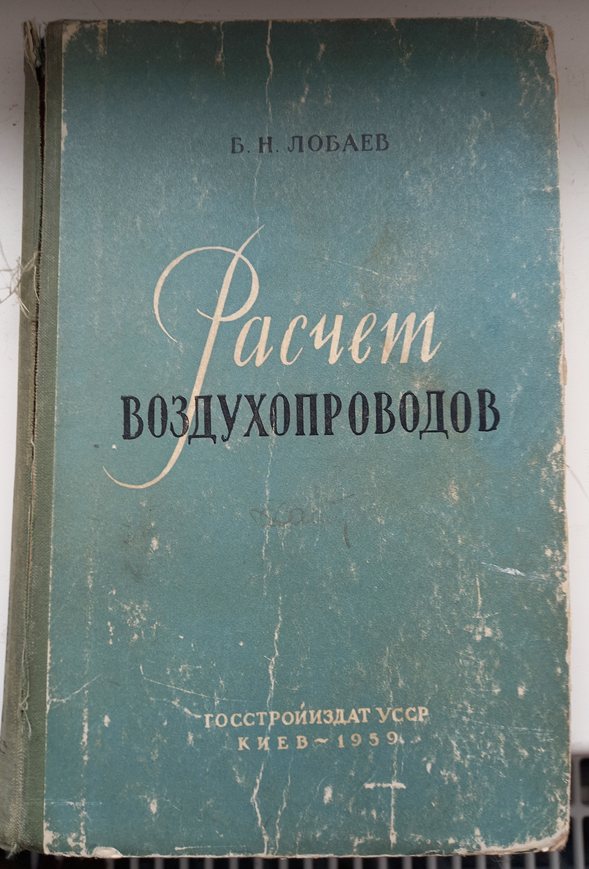 Б. Н. ЛОБАЕВ
Расчет
ВОЗДУХОПРОВОДОВ
ГОССТРОЙИЗДАТ УССР
КИЕВ ~ 1959